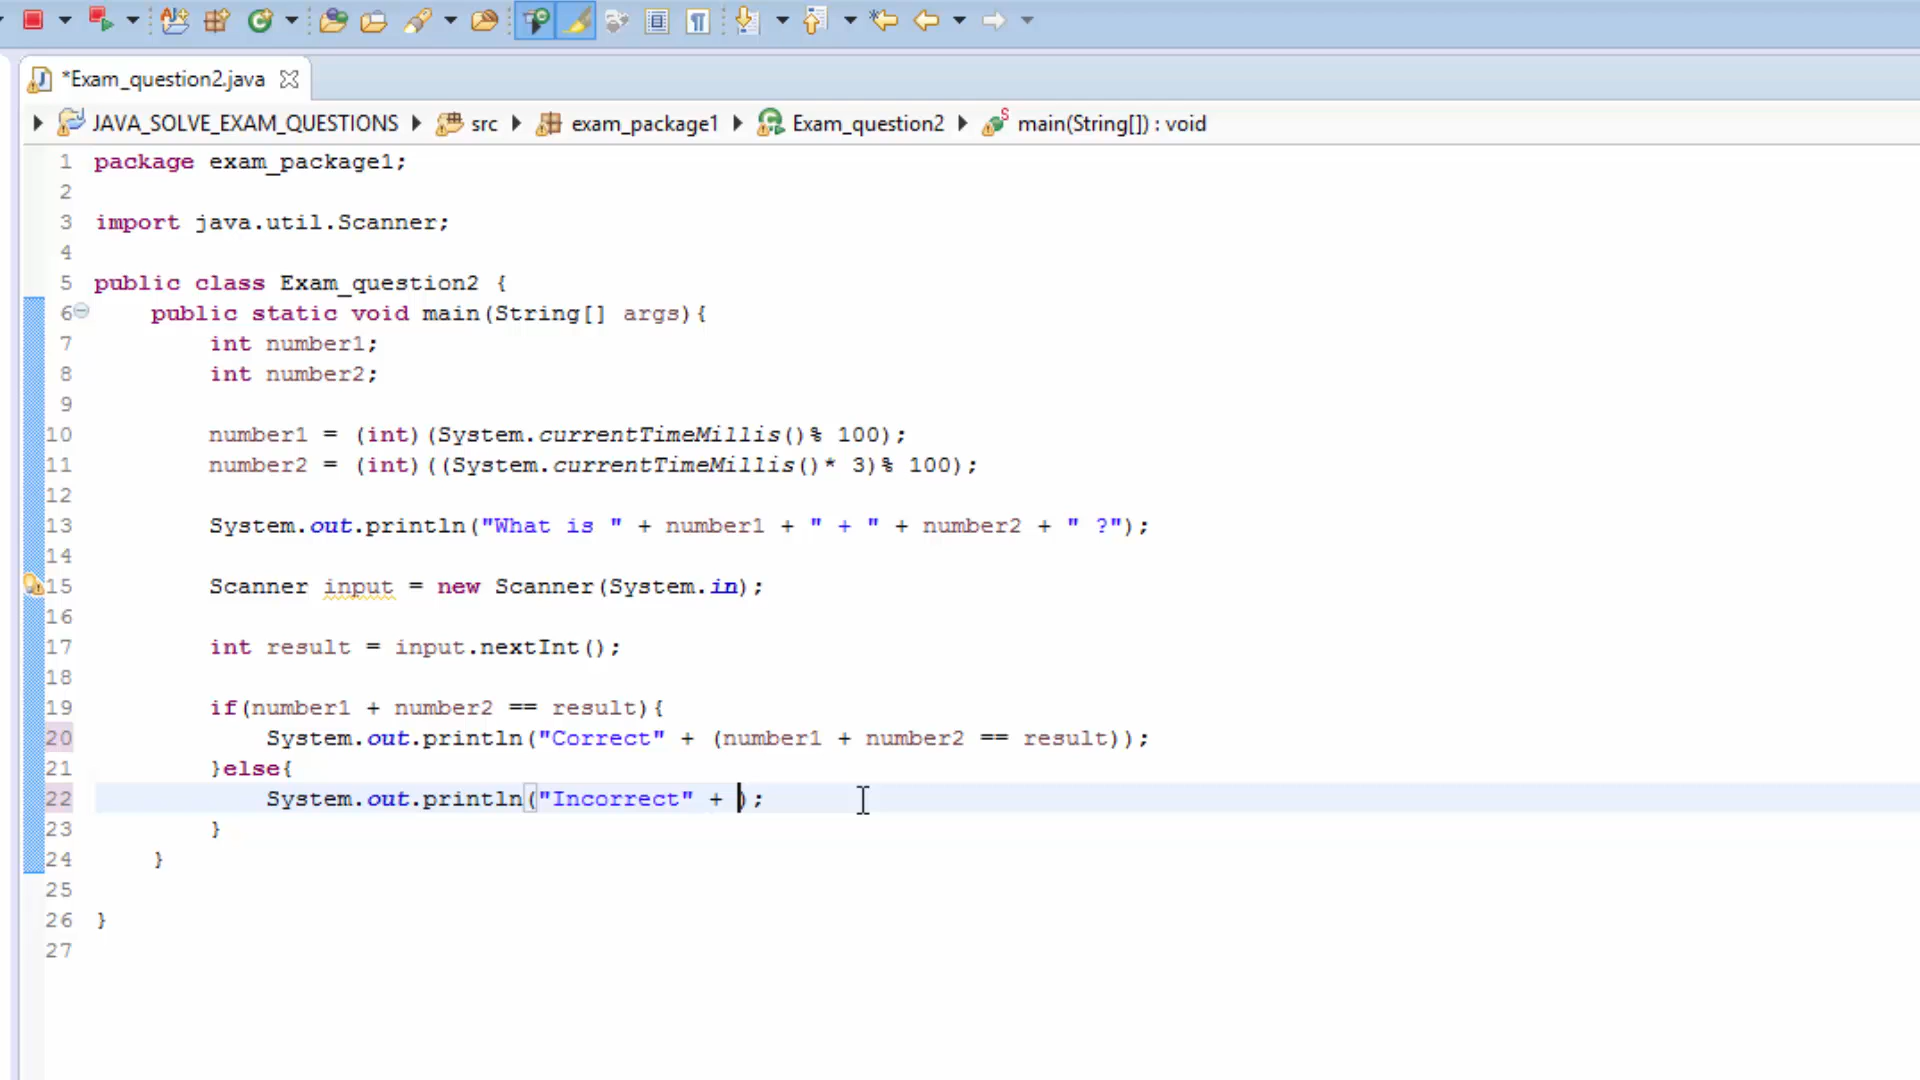 *Exam_question2.java
JAVA_SOLVE_EXAM_QUESTIONS src exam_package1 Exam_question2 main(String[]) : void
1 package exam_package1;
2
3 import java.util.Scanner;
4
5 public class Exam_question2 {
6 public static void main(String[] args){
7 int number1;
8 int number2;
9
10 number1 = (int)(System.currentTimeMillis()% 100);
11 number2 = (int)((System.currentTimeMillis()* 3)% 100);
12
13 System.out.println("What is " + number1 + " + " + number2 + " ?");
14
15 Scanner input = new Scanner(System.in);
16
17 int result = input.nextInt();
18
19 if(number1 + number2 == result){
20 System.out.println("Correct" + (number1 + number2 == result));
21 }else{
22 System.out.println("Incorrect" + );
23 }
24 }
25
26 }
27